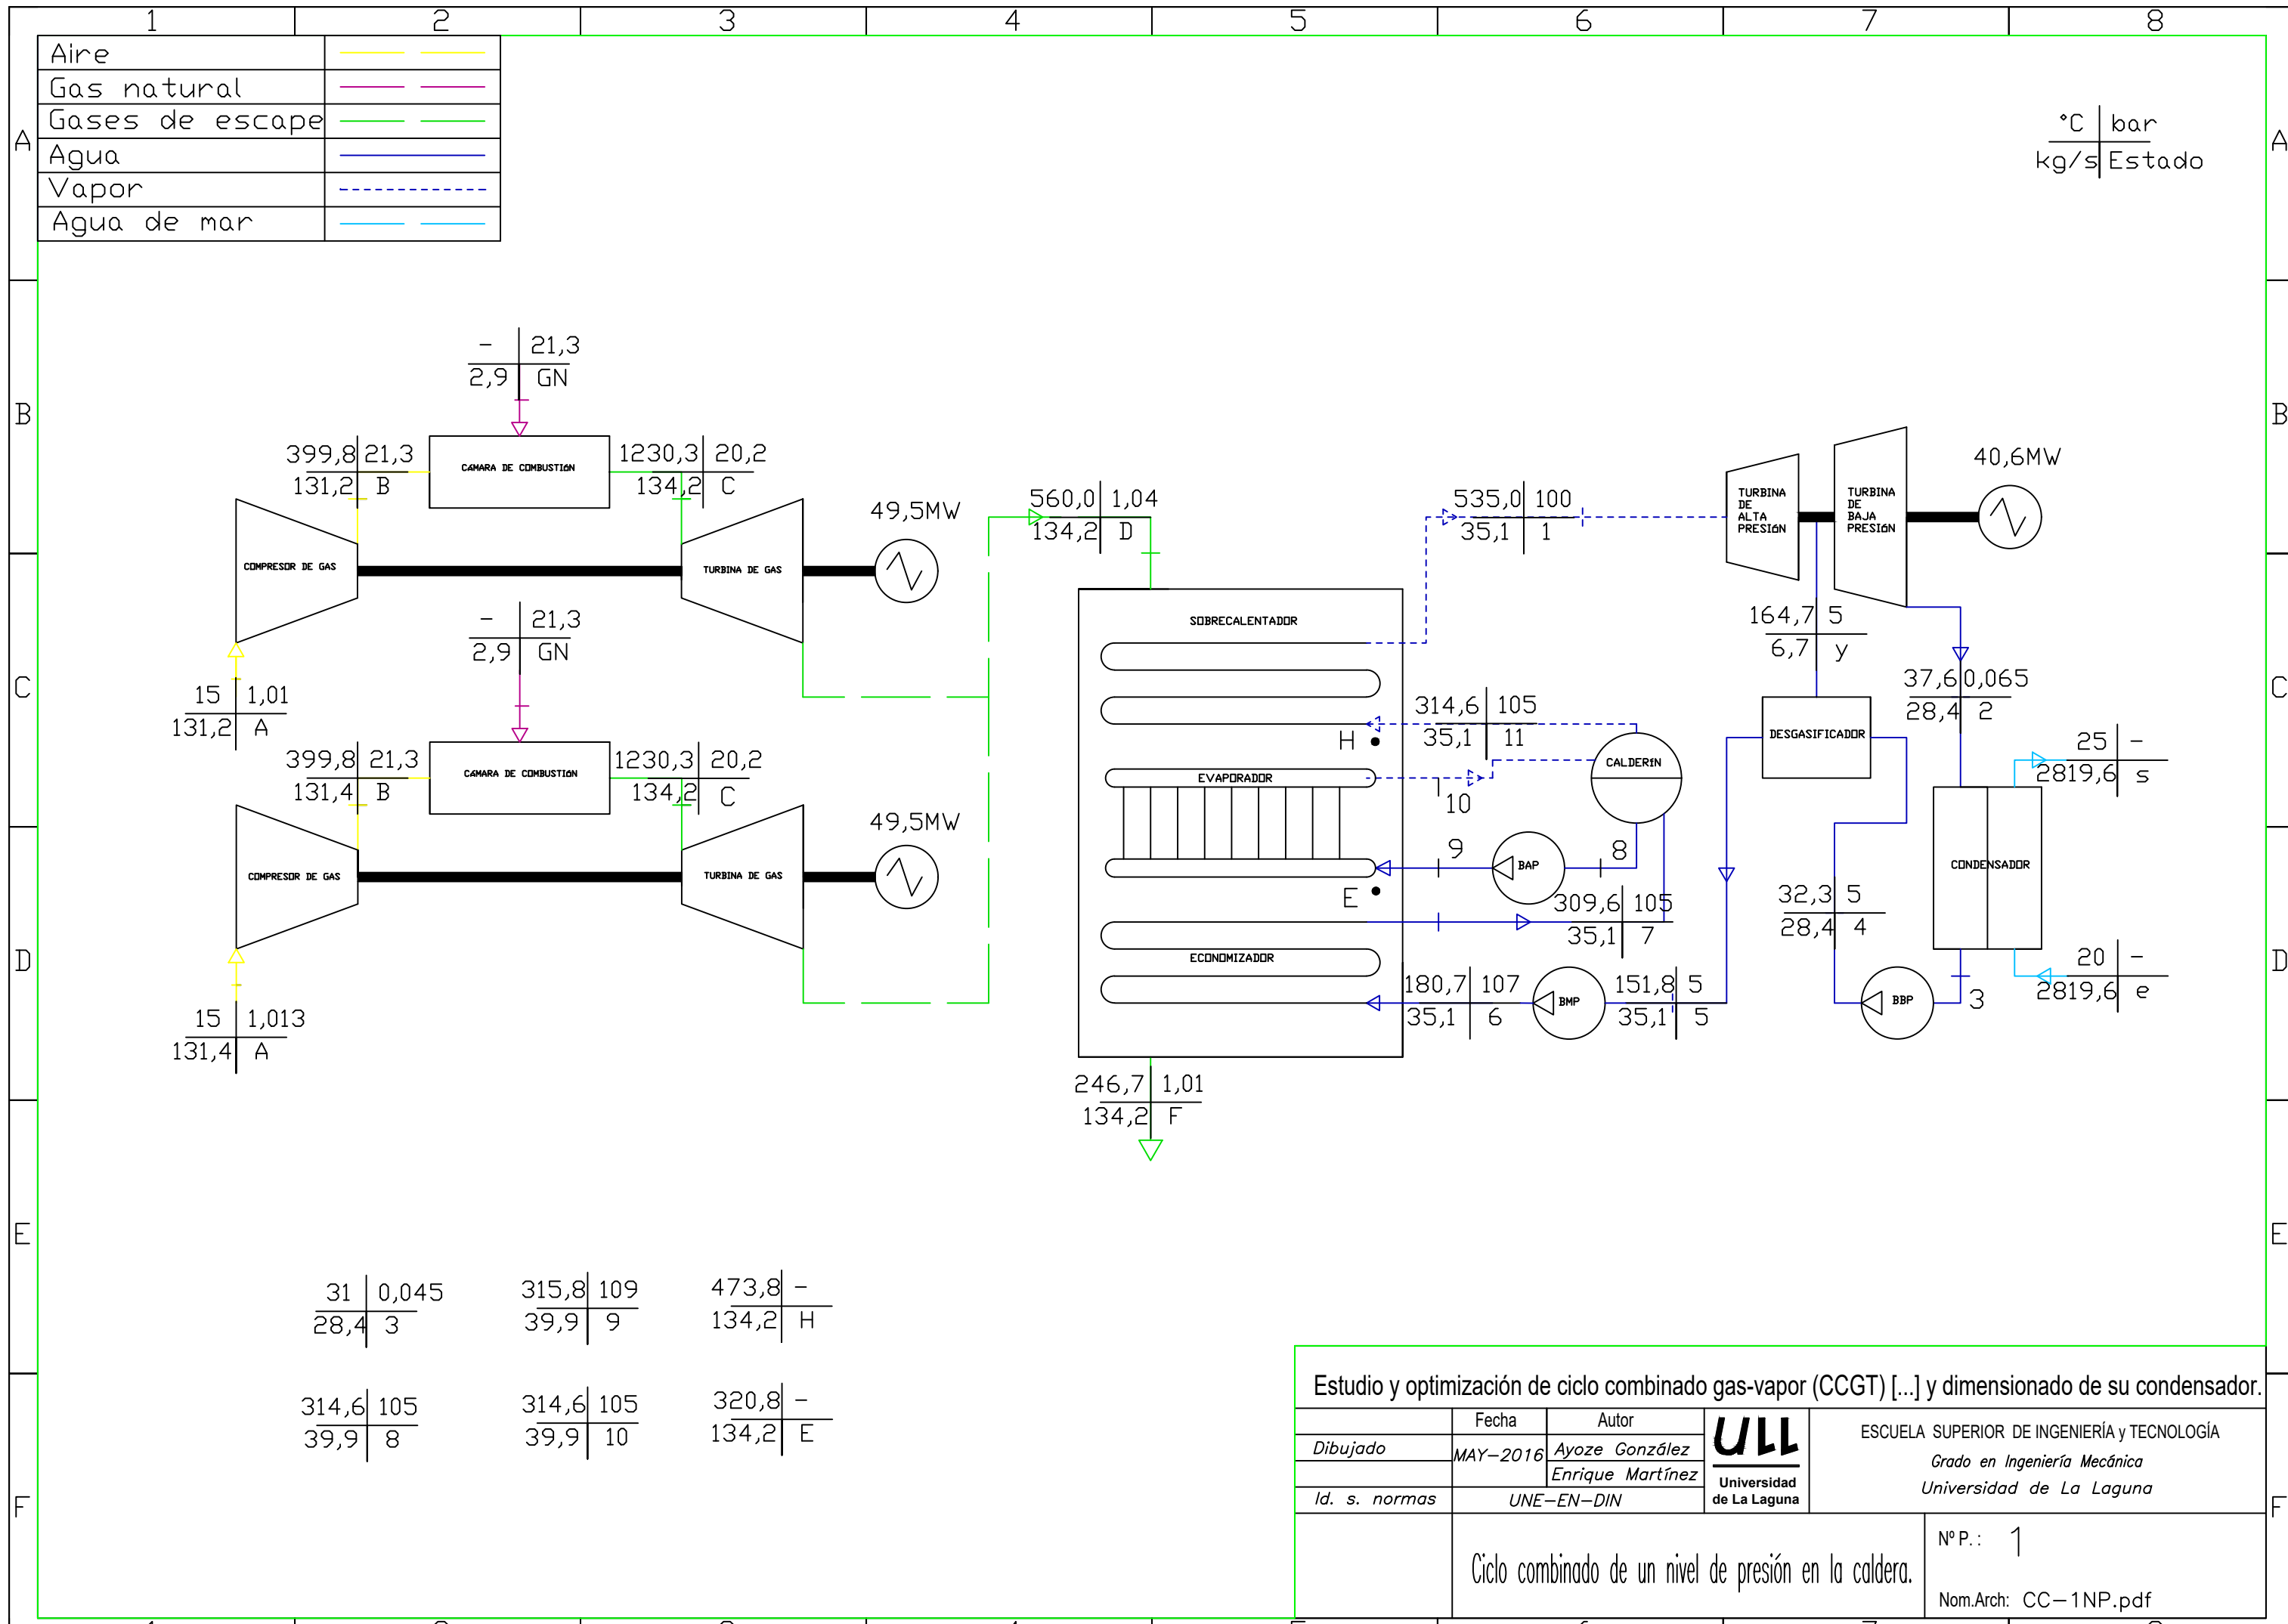 1 2 3 4 5 6 7 8
Aire
Gas natural
Gases de escape
Agua
Vapor
Agua de mar
°C bar
kg/s Estado
A A
B B
C C
D D
E E
F F
- 21,3
2,9 GN
399,8 21,3
131,2 B
CÁMARA DE COMBUSTIÓN
1230,3 20,2
134,2 C
COMPRESOR DE GAS
TURBINA DE GAS
49,5MW
15 1,01
131,2 A
- 21,3
2,9 GN
399,8 21,3
131,4 B
CÁMARA DE COMBUSTIÓN
1230,3 20,2
134,2 C
COMPRESOR DE GAS
TURBINA DE GAS
49,5MW
15 1,013
131,4 A
560,0 1,04
134,2 D
SOBRECALENTADOR
H
EVAPORADOR
E
ECONOMIZADOR
246,7 1,01
134,2 F
535,0 100
35,1 1
314,6 105
35,1 11
CALDERÍN
10
9
BAP
8
309,6 105
35,1 7
180,7 107
35,1 6
BMP
151,8 5
35,1 5
TURBINA
DE
ALTA
PRESIÓN
TURBINA
DE
BAJA
PRESIÓN
40,6MW
164,7 5
6,7 y
DESGASIFICADOR
37,6 0,065
28,4 2
25 -
2819,6 s
CONDENSADOR
32,3 5
28,4 4
BBP
3
20 -
2819,6 e
31 0,045
28,4 3
315,8 109
39,9 9
473,8 -
134,2 H
314,6 105
39,9 8
314,6 105
39,9 10
320,8 -
134,2 E
Estudio y optimización de ciclo combinado gas-vapor (CCGT) [...] y dimensionado de su condensador.
Fecha Autor
Dibujado MAY-2016 Ayoze González
Enrique Martínez
Id. s. normas UNE-EN-DIN
ULL
Universidad
de La Laguna
ESCUELA SUPERIOR DE INGENIERÍA y TECNOLOGÍA
Grado en Ingeniería Mecánica
Universidad de La Laguna
Ciclo combinado de un nivel de presión en la caldera.
Nº P.: 1
Nom.Arch: CC-1NP.pdf